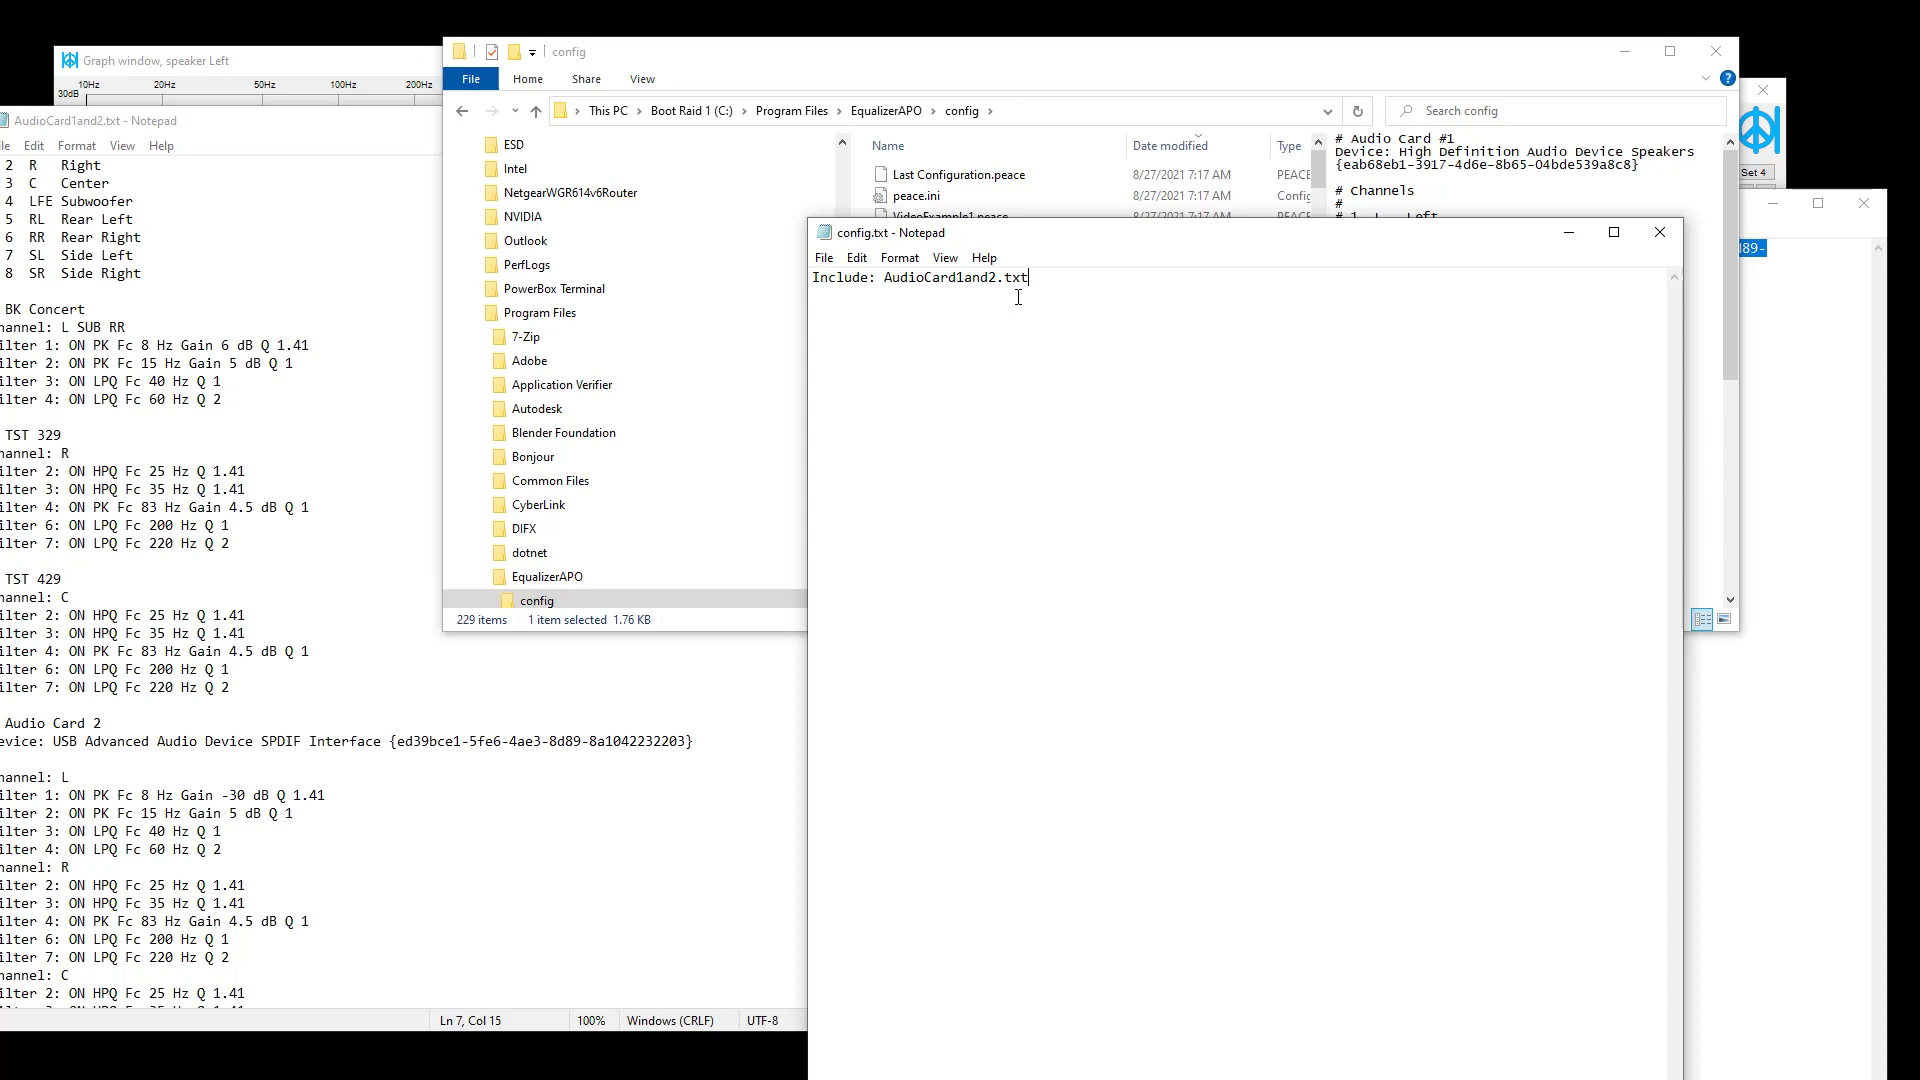 Graph window, speaker Left
10Hz 20Hz 50Hz 100Hz 200Hz
30dB
AudioCard1and2.txt - Notepad
le Edit Format View Help
2 R Right
3 C Center
4 LFE Subwoofer
5 RL Rear Left
6 RR Rear Right
7 SL Side Left
8 SR Side Right
BK Concert
hannel: L SUB RR
ilter 1: ON PK Fc 8 Hz Gain 6 dB Q 1.41
ilter 2: ON PK Fc 15 Hz Gain 5 dB Q 1
ilter 3: ON LPQ Fc 40 Hz Q 1
ilter 4: ON LPQ Fc 60 Hz Q 2
TST 329
hannel: R
ilter 2: ON HPQ Fc 25 Hz Q 1.41
ilter 3: ON HPQ Fc 35 Hz Q 1.41
ilter 4: ON PK Fc 83 Hz Gain 4.5 dB Q 1
ilter 6: ON LPQ Fc 200 Hz Q 1
ilter 7: ON LPQ Fc 220 Hz Q 2
TST 429
hannel: C
ilter 2: ON HPQ Fc 25 Hz Q 1.41
ilter 3: ON HPQ Fc 35 Hz Q 1.41
ilter 4: ON PK Fc 83 Hz Gain 4.5 dB Q 1
ilter 6: ON LPQ Fc 200 Hz Q 1
ilter 7: ON LPQ Fc 220 Hz Q 2
Audio Card 2
evice: USB Advanced Audio Device SPDIF Interface {ed39bce1-5fe6-4ae3-8d89-8a1042232203}
hannel: L
ilter 1: ON PK Fc 8 Hz Gain -30 dB Q 1.41
ilter 2: ON PK Fc 15 Hz Gain 5 dB Q 1
ilter 3: ON LPQ Fc 40 Hz Q 1
ilter 4: ON LPQ Fc 60 Hz Q 2
hannel: R
ilter 2: ON HPQ Fc 25 Hz Q 1.41
ilter 3: ON HPQ Fc 35 Hz Q 1.41
ilter 4: ON PK Fc 83 Hz Gain 4.5 dB Q 1
ilter 6: ON LPQ Fc 200 Hz Q 1
ilter 7: ON LPQ Fc 220 Hz Q 2
hannel: C
ilter 2: ON HPQ Fc 25 Hz Q 1.41
Ln 7, Col 15 100% Windows (CRLF) UTF-8
config
File Home Share View
This PC > Boot Raid 1 (C:) > Program Files > EqualizerAPO > config >
Search config
ESD
Intel
NetgearWGR614v6Router
NVIDIA
Outlook
PerfLogs
PowerBox Terminal
Program Files
7-Zip
Adobe
Application Verifier
Autodesk
Blender Foundation
Bonjour
Common Files
CyberLink
DIFX
dotnet
EqualizerAPO
config
229 items 1 item selected 1.76 KB
Name Date modified Type
Last Configuration.peace 8/27/2021 7:17 AM PEACE
peace.ini 8/27/2021 7:17 AM Config
VideoExample1.peace 8/27/2021 7:17 AM PEACE
# Audio Card #1
Device: High Definition Audio Device Speakers
{eab68eb1-3917-4d6e-8b65-04bde539a8c8}
# Channels
#
# 1 L Left
Set 4
d89-
config.txt - Notepad
File Edit Format View Help
Include: AudioCard1and2.txt